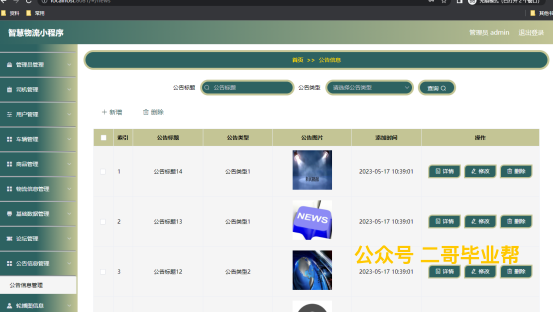 智慧物流小程序
管理员 admin 退出登录
管理员管理
司机管理
用户管理
车辆管理
商品管理
物流信息管理
基础数据管理
论坛管理
公告信息管理
公告信息管理
轮播图信息
首页 >> 公告信息
公告标题 公告标题 公告类型 请选择公告类型 查询
+ 新增 删除
索引 公告标题 公告类型 公告图片 添加时间 操作
1 公告标题14 公告类型1 2023-05-17 10:39:01 详情 修改 删除
2 公告标题13 公告类型1 NEWS 2023-05-17 10:39:01 详情 修改 删除
3 公告标题12 公告类型2 2023-05-17 10:39:01 详情 修改 删除
公众号 二哥毕业帮